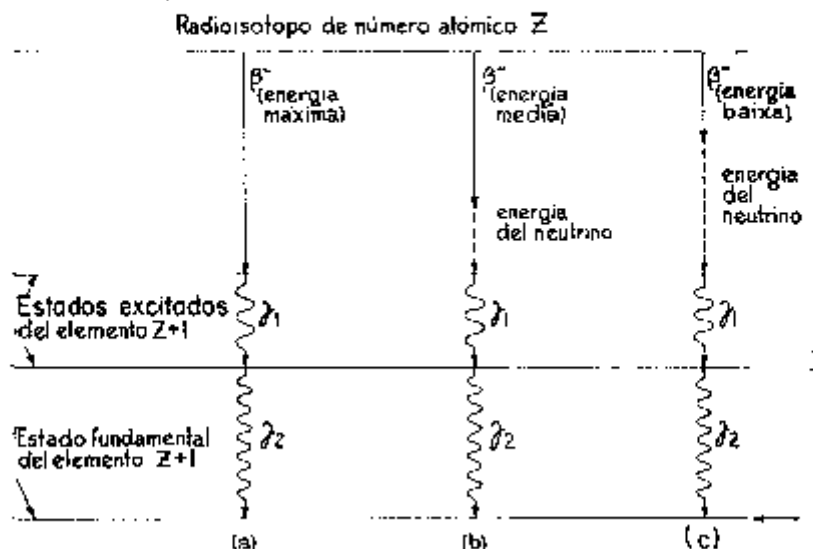 Radioisotopo de número atómico Z
β⁻
(energia
maxima)
β⁻
(energia
media)
β⁻
(energia
baixa)
energia
del neutrino
energia
del
neutrino
Estados excitados
del elemento Z+1
γ1
γ1
γ1
Estado fundamental
del elemento Z+1
γ2
γ2
γ2
(a)
(b)
(c)